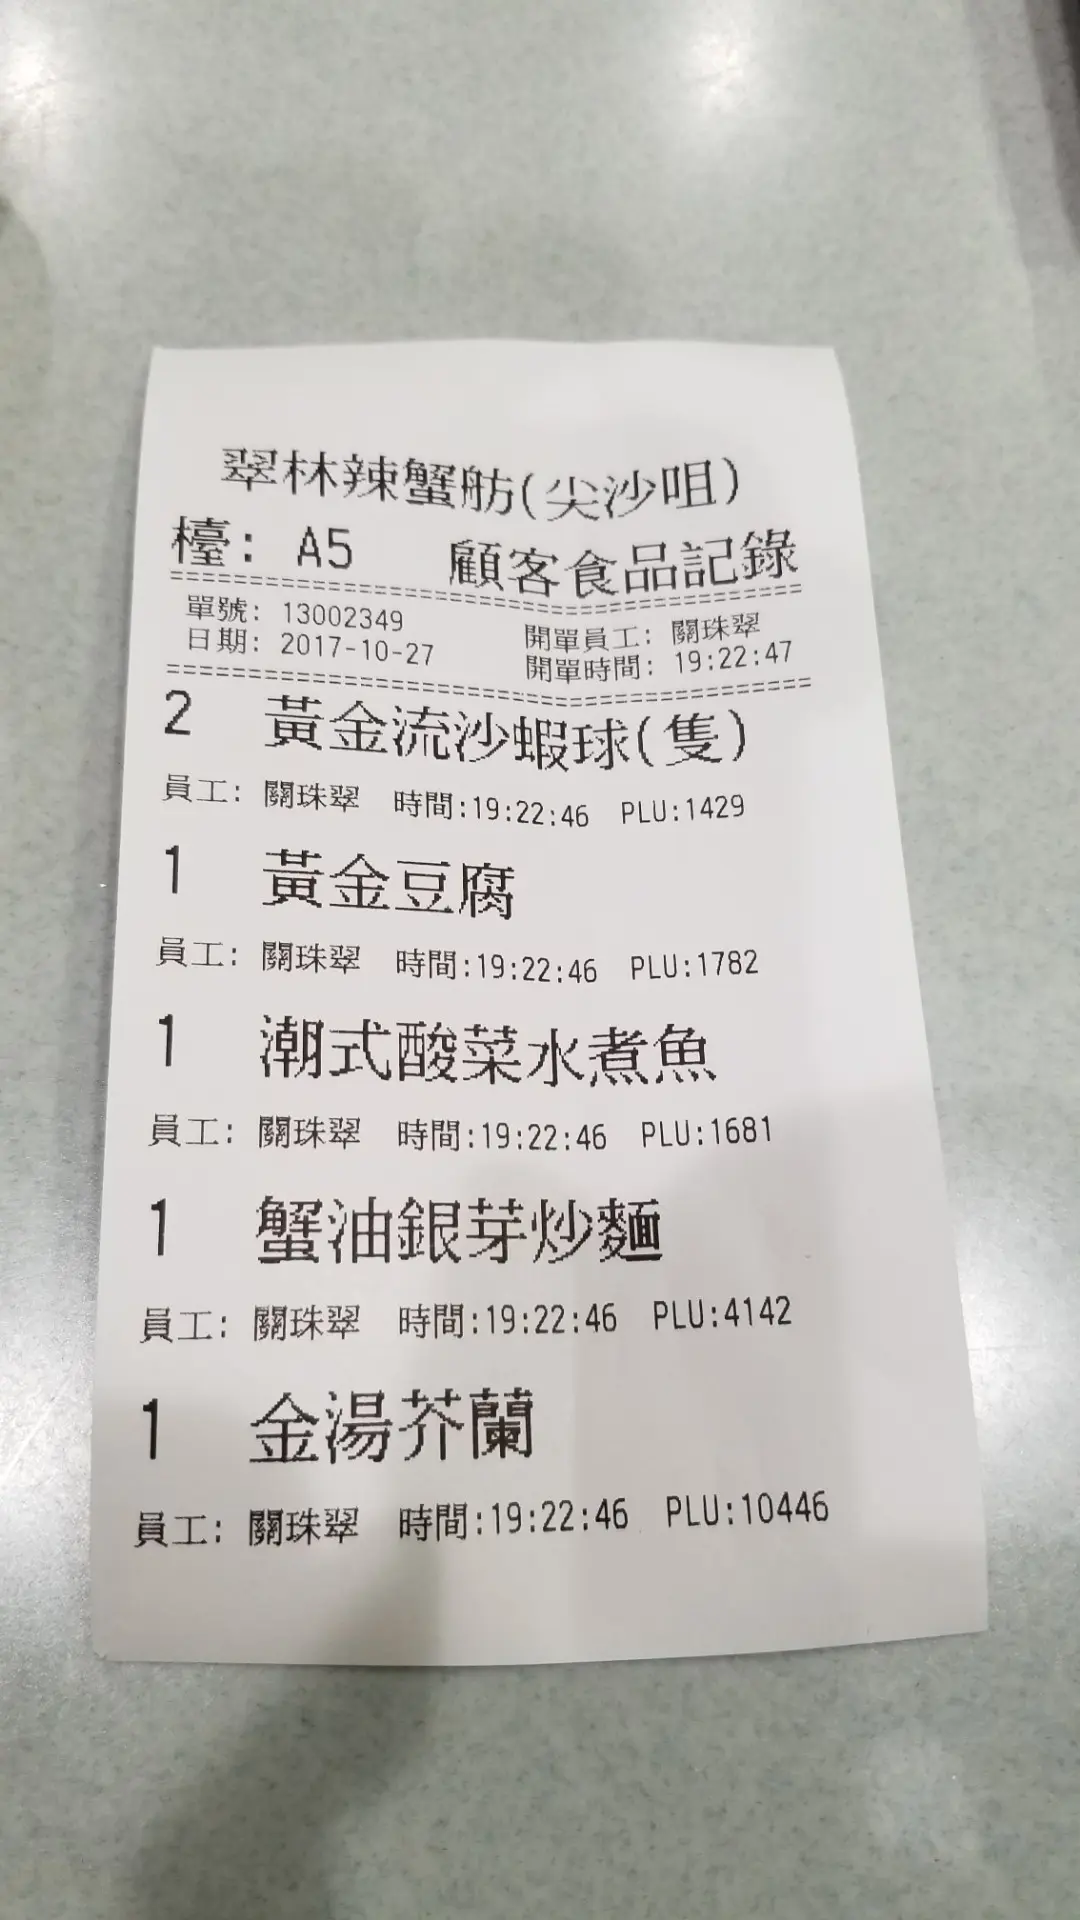 翠林辣蟹舫(尖沙咀)
檯: A5 顧客食品記錄
單號: 13002349 開單員工: 關珠翠
日期: 2017-10-27 開單時間: 19:22:47
2 黃金流沙蝦球(隻)
員工: 關珠翠 時間:19:22:46 PLU:1429
1 黃金豆腐
員工: 關珠翠 時間:19:22:46 PLU:1782
1 潮式酸菜水煮魚
員工: 關珠翠 時間:19:22:46 PLU:1681
1 蟹油銀芽炒麵
員工: 關珠翠 時間:19:22:46 PLU:4142
1 金湯芥蘭
員工: 關珠翠 時間:19:22:46 PLU:10446